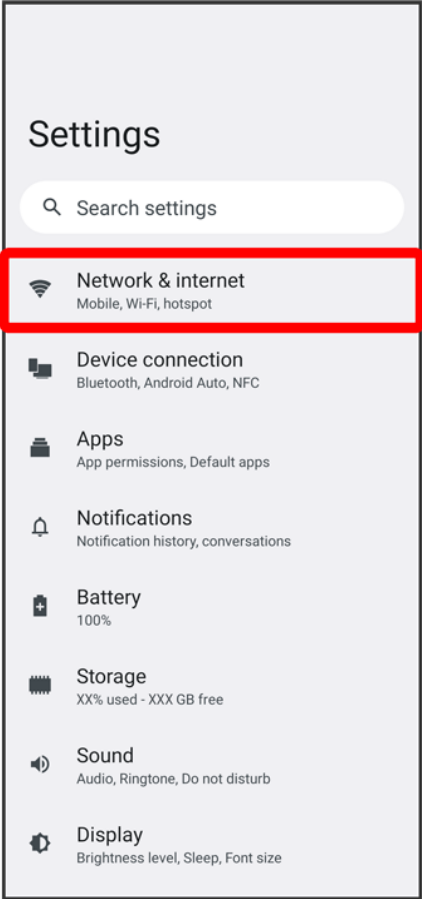 Settings
Search settings
Network & internet
Mobile, Wi-Fi, hotspot
Device connection
Bluetooth, Android Auto, NFC
Apps
App permissions, Default apps
Notifications
Notification history, conversations
Battery
100%
Storage
XX% used - XXX GB free
Sound
Audio, Ringtone, Do not disturb
Display
Brightness level, Sleep, Font size